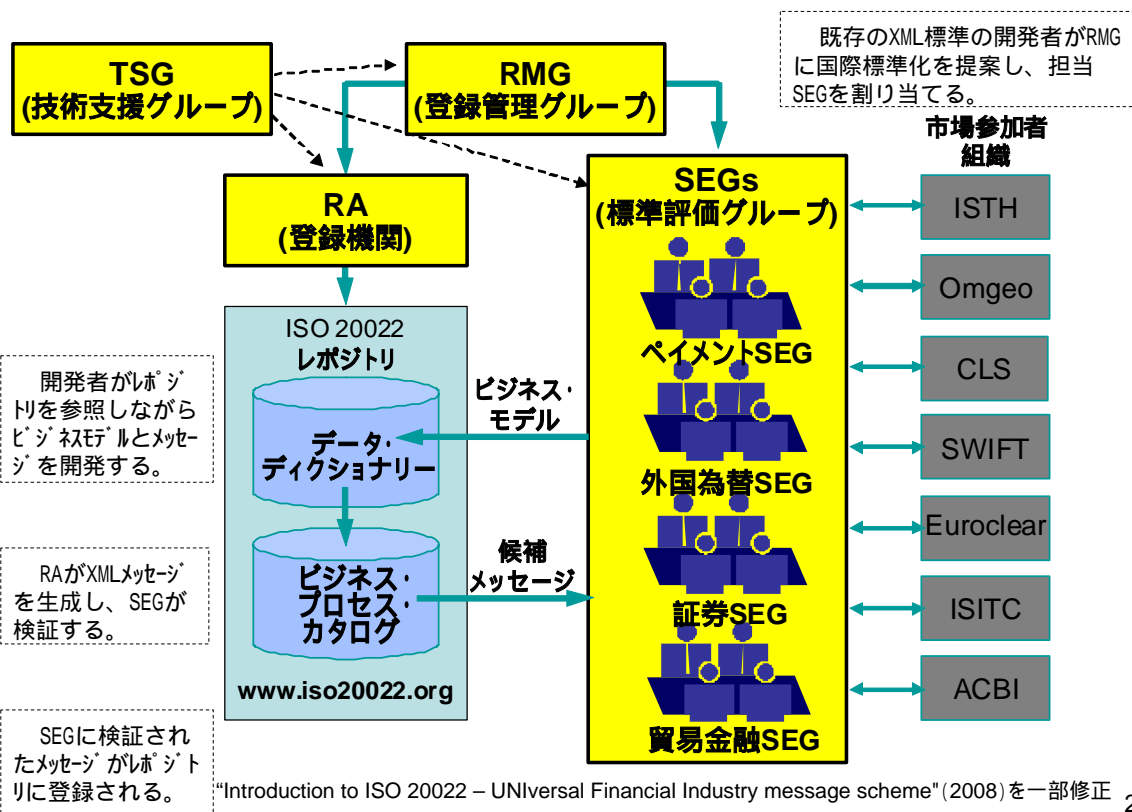 既存のXML標準の開発者がRMG
に国際標準化を提案し、担当
SEGを割り当てる。
TSG
(技術支援グループ)
RMG
(登録管理グループ)
市場参加者
組織
RA
(登録機関)
SEGs
(標準評価グループ)
ISTH
Omgeo
CLS
SWIFT
Euroclear
ISITC
ACBI
ペイメントSEG
外国為替SEG
証券SEG
貿易金融SEG
ISO 20022
レポジトリ
データ・
ディクショナリー
ビジネス・
プロセス・
カタログ
www.iso20022.org
ビジネス・
モデル
候補
メッセージ
開発者がﾚﾎﾟｼﾞ
ﾄﾘを参照しながら
ﾋﾞｼﾞﾈｽﾓﾃﾞﾙとﾒｯｾｰ
ｼﾞを開発する。
RAがXMLﾒｯｾｰｼﾞ
を生成し、SEGが
検証する。
SEGに検証され
たﾒｯｾｰｼﾞがﾚﾎﾟｼﾞﾄ
ﾘに登録される。
“Introduction to ISO 20022 – UNIversal Financial Industry message scheme"(2008)を一部修正